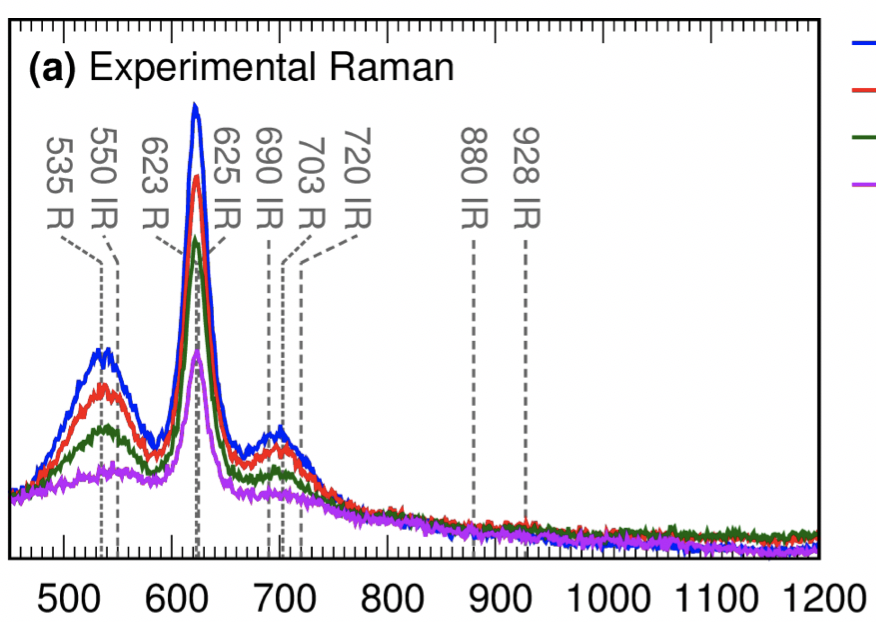 (a) Experimental Raman
535 R
550 IR
623 R
625 IR
690 IR
703 R
720 IR
880 IR
928 IR
500 600 700 800 900 1000 1100 1200